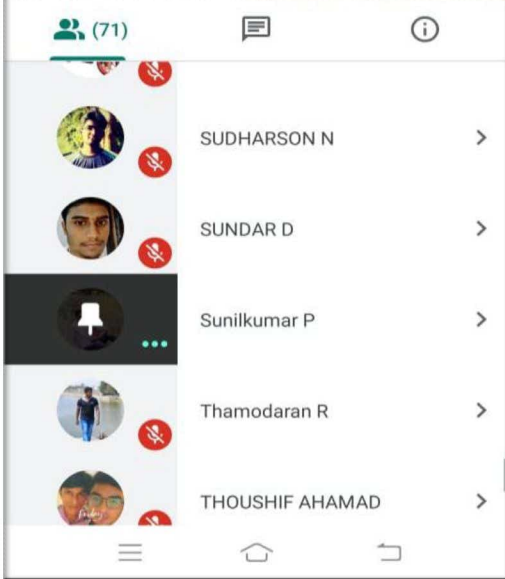 (71)
SUDHARSON N
SUNDAR D
Sunilkumar P
Thamodaran R
THOUSHIF AHAMAD